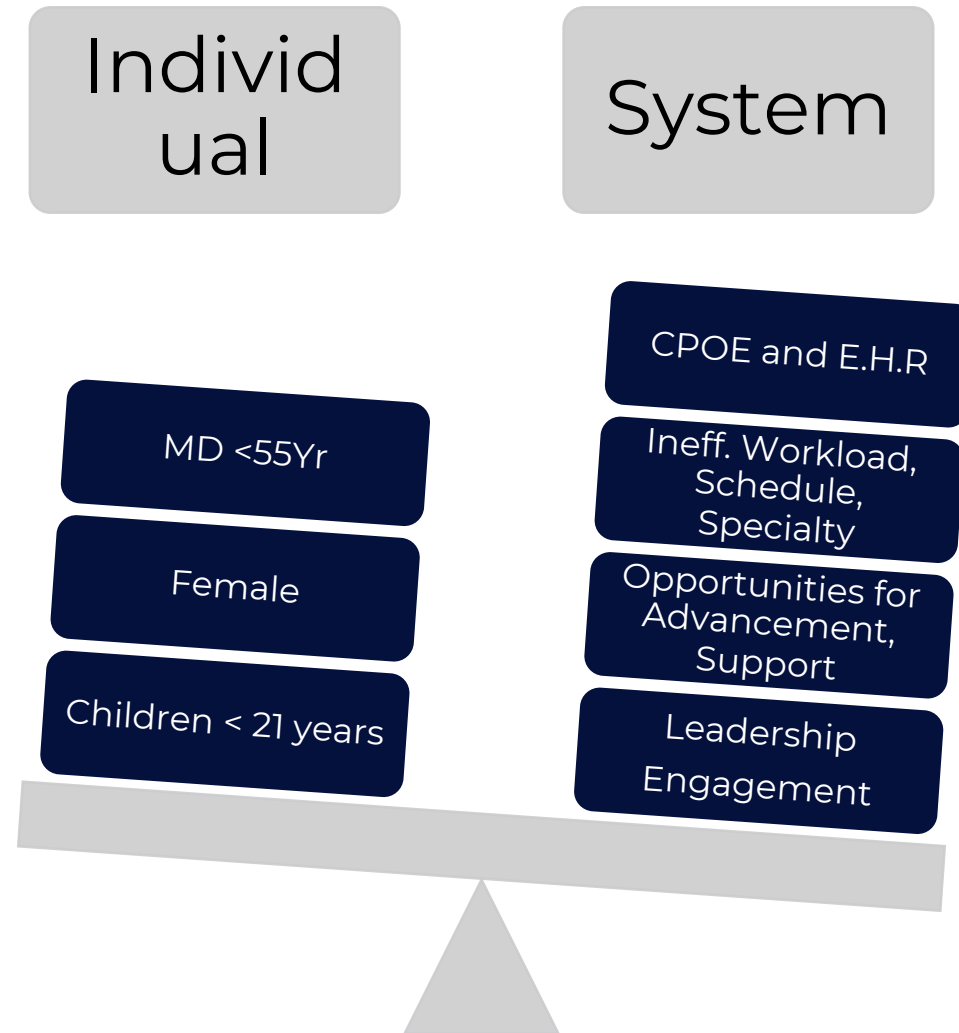 Individ
ual
System
MD <55Yr
Female
Children < 21 years
CPOE and E.H.R
Ineff. Workload,
Schedule,
Specialty
Opportunities for
Advancement,
Support
Leadership
Engagement